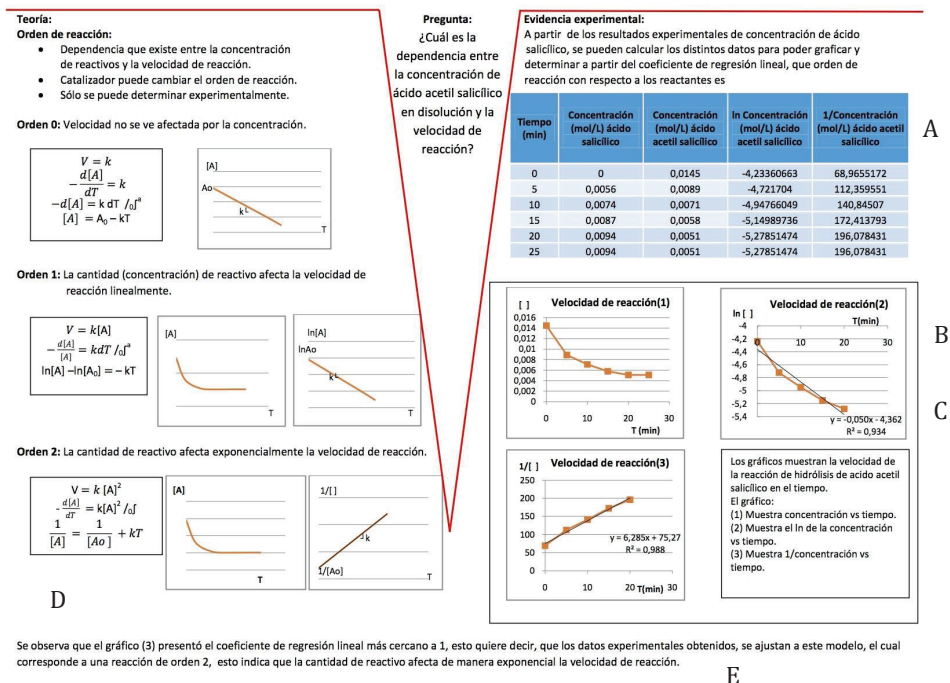 Teoría:
Orden de reacción:
• Dependencia que existe entre la concentración
de reactivos y la velocidad de reacción.
• Catalizador puede cambiar el orden de reacción.
• Sólo se puede determinar experimentalmente.
Orden 0: Velocidad no se ve afectada por la concentración.
V = k
− d[A]/dT = k
−d[A] = k dT /₀∫ᵃ
[A] = A₀ − kT
[A]
Ao
k
T
Orden 1: La cantidad (concentración) de reactivo afecta la velocidad de
reacción linealmente.
V = k[A]
− d[A]/[A] = kdT /₀∫ᵃ
ln[A] −ln[A₀] = − kT
[A]
T
ln[A]
lnAo
k
T
Orden 2: La cantidad de reactivo afecta exponencialmente la velocidad de reacción.
V = k [A]²
- d[A]/dT = k[A]² /₀∫
1/[A] = 1/[Ao] + kT
[A]
T
1/[ ]
k
1/[Ao]
T
D
Pregunta:
¿Cuál es la
dependencia entre
la concentración de
ácido acetil salicílico
en disolución y la
velocidad de
reacción?
Evidencia experimental:
A partir de los resultados experimentales de concentración de ácido
salicílico, se pueden calcular los distintos datos para poder graficar y
determinar a partir del coeficiente de regresión lineal, que orden de
reacción con respecto a los reactantes es
Tiempo (min) Concentración (mol/L) ácido salicílico Concentración (mol/L) ácido acetil salicílico ln Concentración (mol/L) ácido acetil salicílico 1/Concentración (mol/L) ácido acetil salicílico
A
0 0 0,0145 -4,23360663 68,9655172
5 0,0056 0,0089 -4,721704 112,359551
10 0,0074 0,0071 -4,94766049 140,84507
15 0,0087 0,0058 -5,14989736 172,413793
20 0,0094 0,0051 -5,27851474 196,078431
25 0,0094 0,0051 -5,27851474 196,078431
[ ] Velocidad de reacción(1)
0,016
0,014
0,012
0,01
0,008
0,006
0,004
0,002
0
0 10 20 30
T (min)
Velocidad de reacción(2)
ln [ ]
T(min)
-4
0 10 20 30
-4,2
-4,4
-4,6
-4,8
-5
-5,2
-5,4
y = -0,050x - 4,362
R² = 0,934
B
C
1/[ ] Velocidad de reacción(3)
250
200
150
100
50
0
y = 6,285x + 75,27
R² = 0,988
0 10 20 T(min) 30
Los gráficos muestran la velocidad de
la reacción de hidrólisis de acido acetil
salicílico en el tiempo.
El gráfico:
(1) Muestra concentración vs tiempo.
(2) Muestra el ln de la concentración
vs tiempo.
(3) Muestra 1/concentración vs
tiempo.
Se observa que el gráfico (3) presentó el coeficiente de regresión lineal más cercano a 1, esto quiere decir, que los datos experimentales obtenidos, se ajustan a este modelo, el cual
corresponde a una reacción de orden 2, esto indica que la cantidad de reactivo afecta de manera exponencial la velocidad de reacción.
E